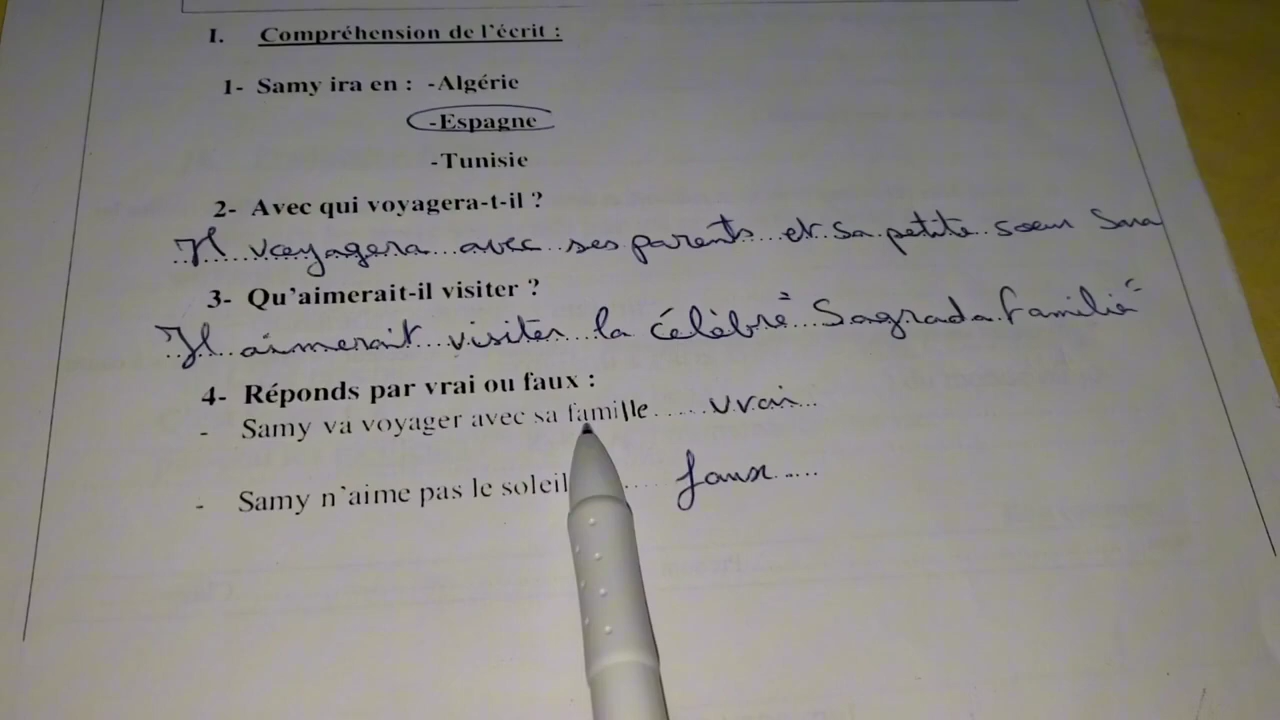 I. Compréhension de l'écrit :
1- Samy ira en : -Algérie
-Espagne
-Tunisie
2- Avec qui voyagera-t-il ?
Il voyagera avec ses parents et sa petite soeur Sara
3- Qu'aimerait-il visiter ?
Il aimerait visiter la célèbre Sagrada familia
4- Réponds par vrai ou faux :
- Samy va voyager avec sa famille ..... vrai...
- Samy n'aime pas le soleil .... faux.....